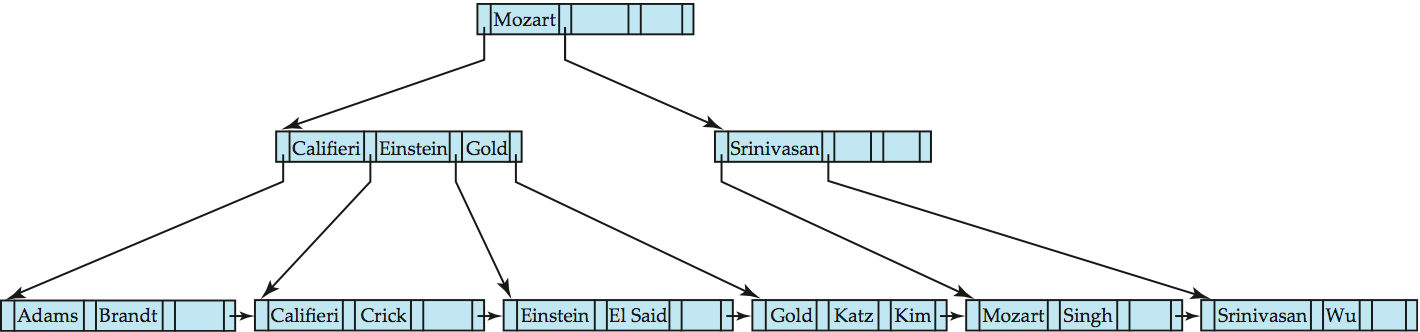 Mozart
Califieri Einstein Gold Srinivasan
Adams Brandt Califieri Crick Einstein El Said Gold Katz Kim Mozart Singh Srinivasan Wu